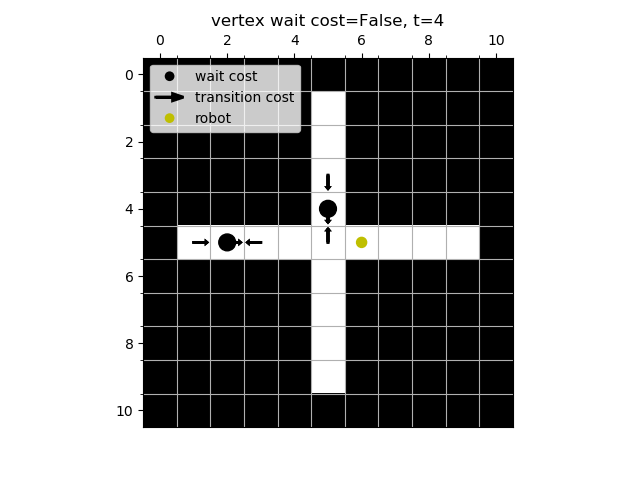 vertex wait cost=False, t=4
0 2 4 6 8 10
wait cost
transition cost
robot
0
2
4
6
8
10